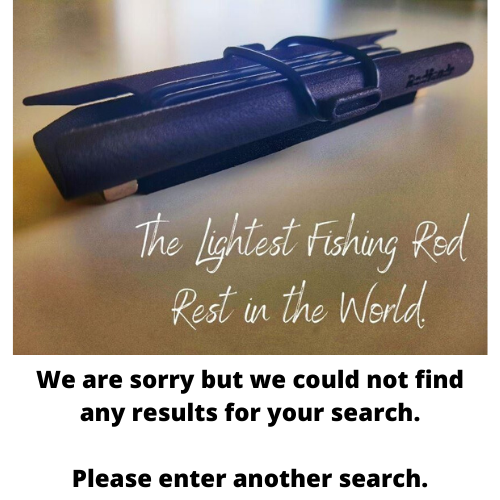 The Lightest Fishing Rod
Rest in the World.
We are sorry but we could not find
any results for your search.
Please enter another search.